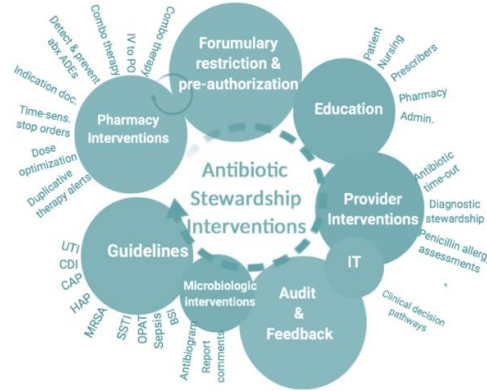 Antibiotic
Stewardship
Interventions
Forumulary
restriction &
pre-authorization
Education
Patient
Nursing
Prescribers
Pharmacy
Admin.
Provider
Interventions
Antibiotic
time-out
Diagnostic
stewardship
Penicillin allergy
assessments
IT
Clinical decision
pathways
Audit
&
Feedback
Microbiologic
interventions
Antibiogram
Report
comments
Guidelines
UTI
CDI
CAP
HAP
MRSA
SSTI
OPAT
Sepsis
BSI
Pharmacy
Interventions
Duplicative
therapy alerts
Dose
optimization
Time-sens.
stop orders
Indication doc.
Detect & prevent
abx ADEs
Combo therapy
IV to PO
Combo therapy